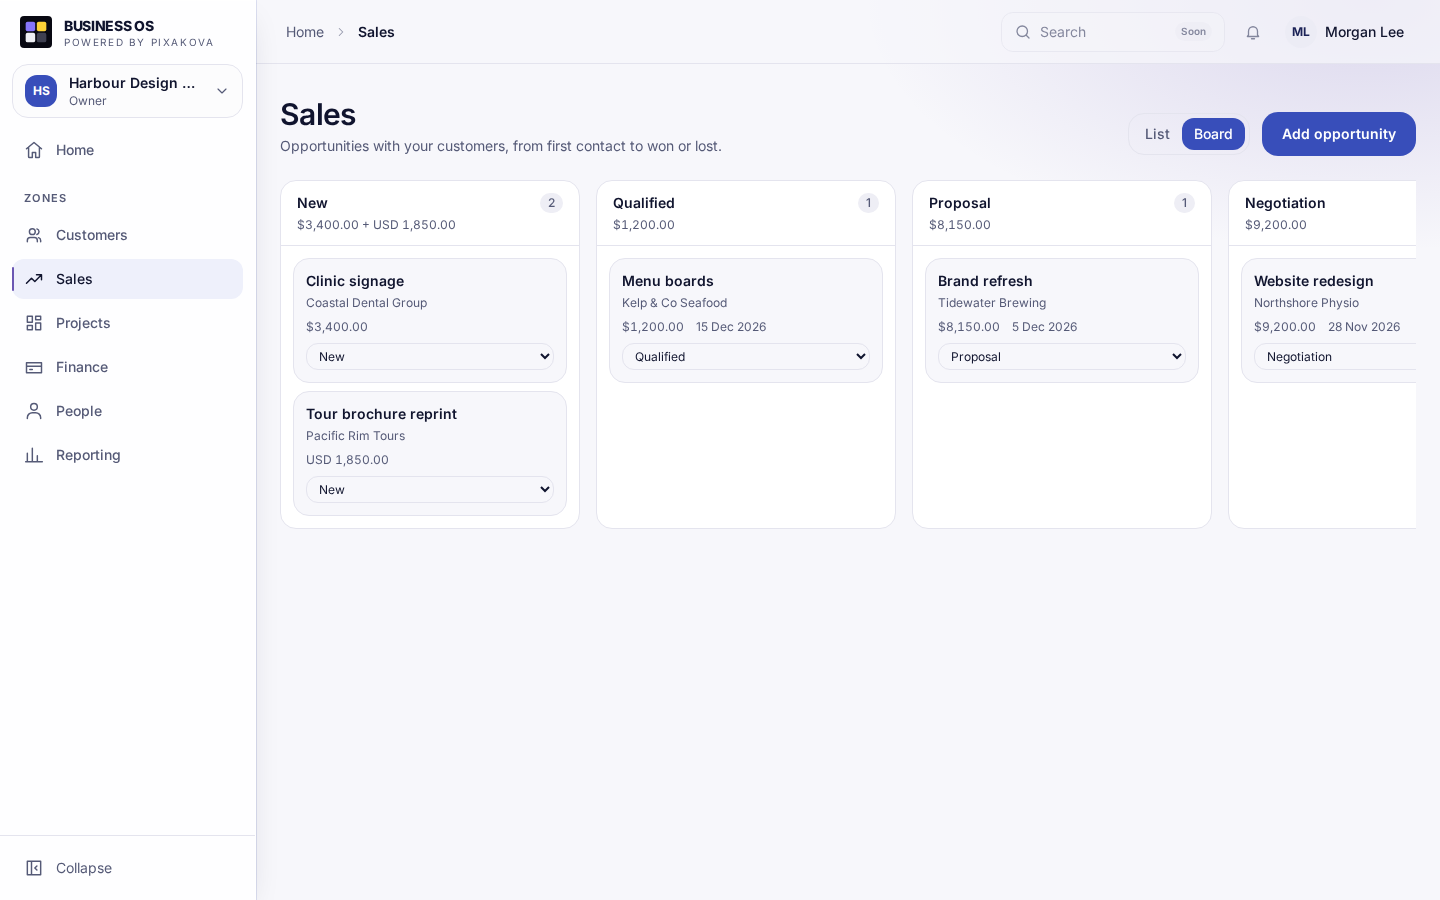 BUSINESS OS
POWERED BY PIXAKOVA
HS
Harbour Design ...
Owner
Home
ZONES
Customers
Sales
Projects
Finance
People
Reporting
Collapse
Home
Sales
Search
Soon
ML
Morgan Lee
Sales
Opportunities with your customers, from first contact to won or lost.
List
Board
Add opportunity
New
2
$3,400.00 + USD 1,850.00
Clinic signage
Coastal Dental Group
$3,400.00
New
Tour brochure reprint
Pacific Rim Tours
USD 1,850.00
New
Qualified
1
$1,200.00
Menu boards
Kelp & Co Seafood
$1,200.00 15 Dec 2026
Qualified
Proposal
1
$8,150.00
Brand refresh
Tidewater Brewing
$8,150.00 5 Dec 2026
Proposal
Negotiation
$9,200.00
Website redesign
Northshore Physio
$9,200.00 28 Nov 2026
Negotiation